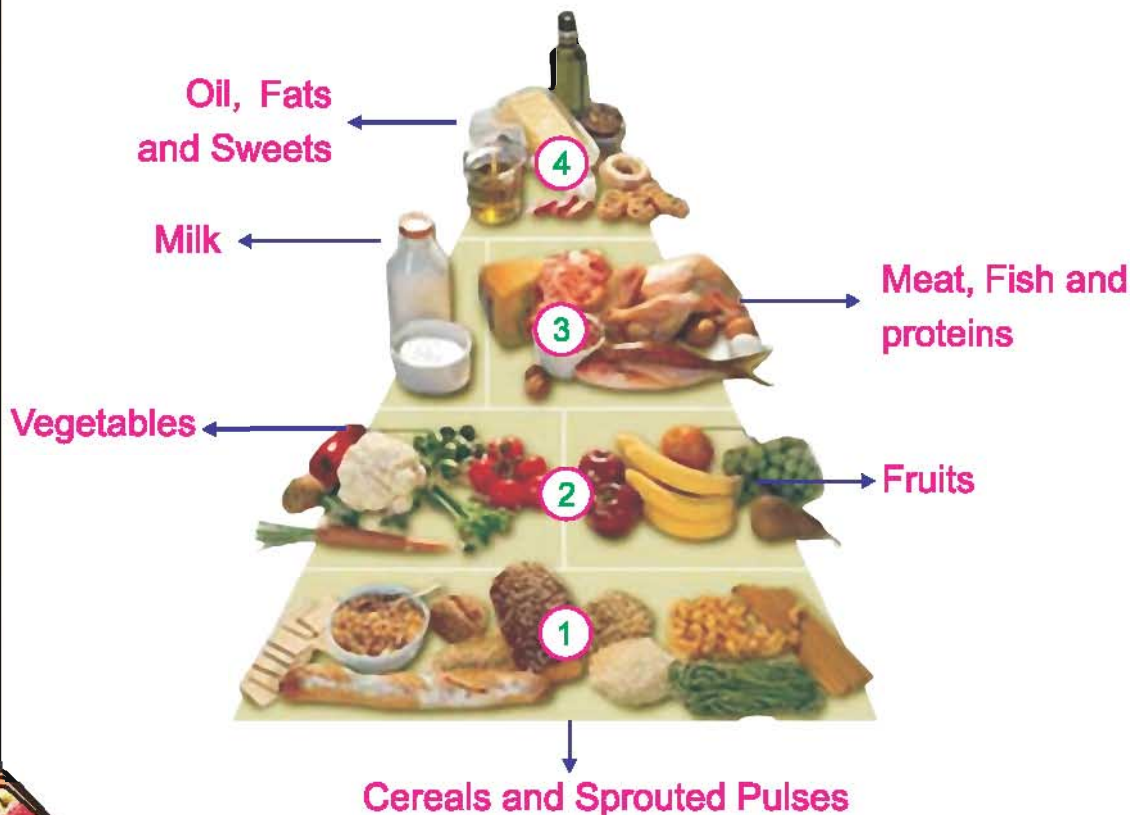 Oil, Fats
and Sweets
4
Milk
Meat, Fish and
proteins
3
Vegetables
2
Fruits
1
Cereals and Sprouted Pulses